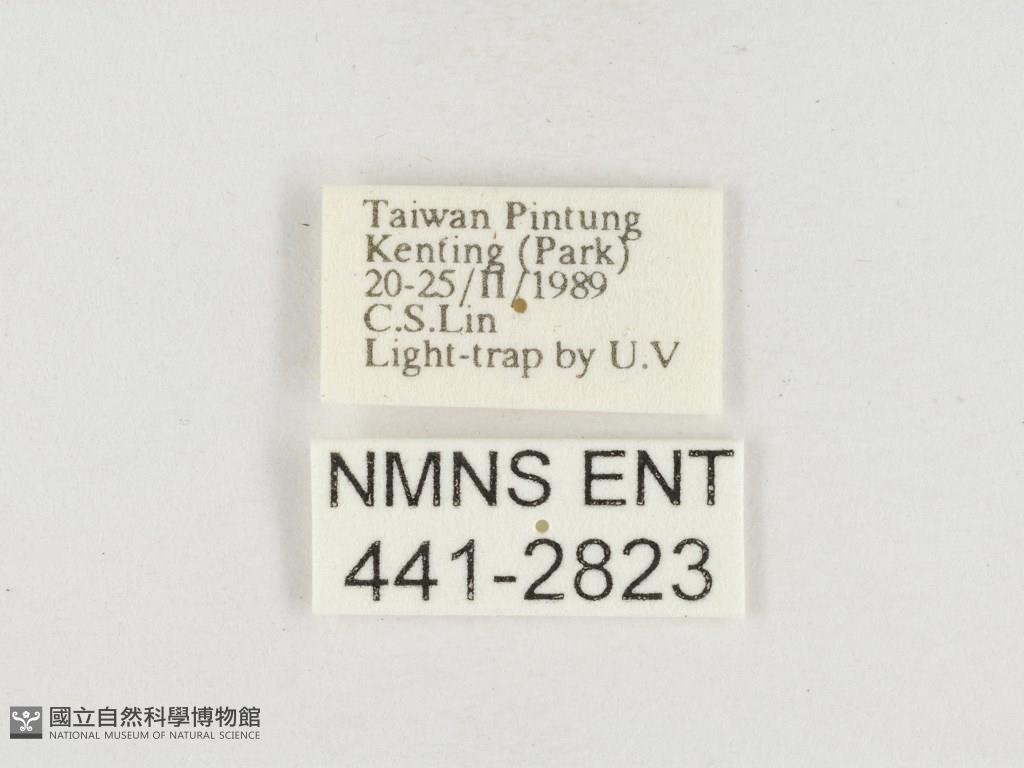 Taiwan Pintung
Kenting (Park)
20-25/II/1989
C.S.Lin
Light-trap by U.V
NMNS ENT
441-2823
國立自然科學博物館
NATIONAL MUSEUM OF NATURAL SCIENCE